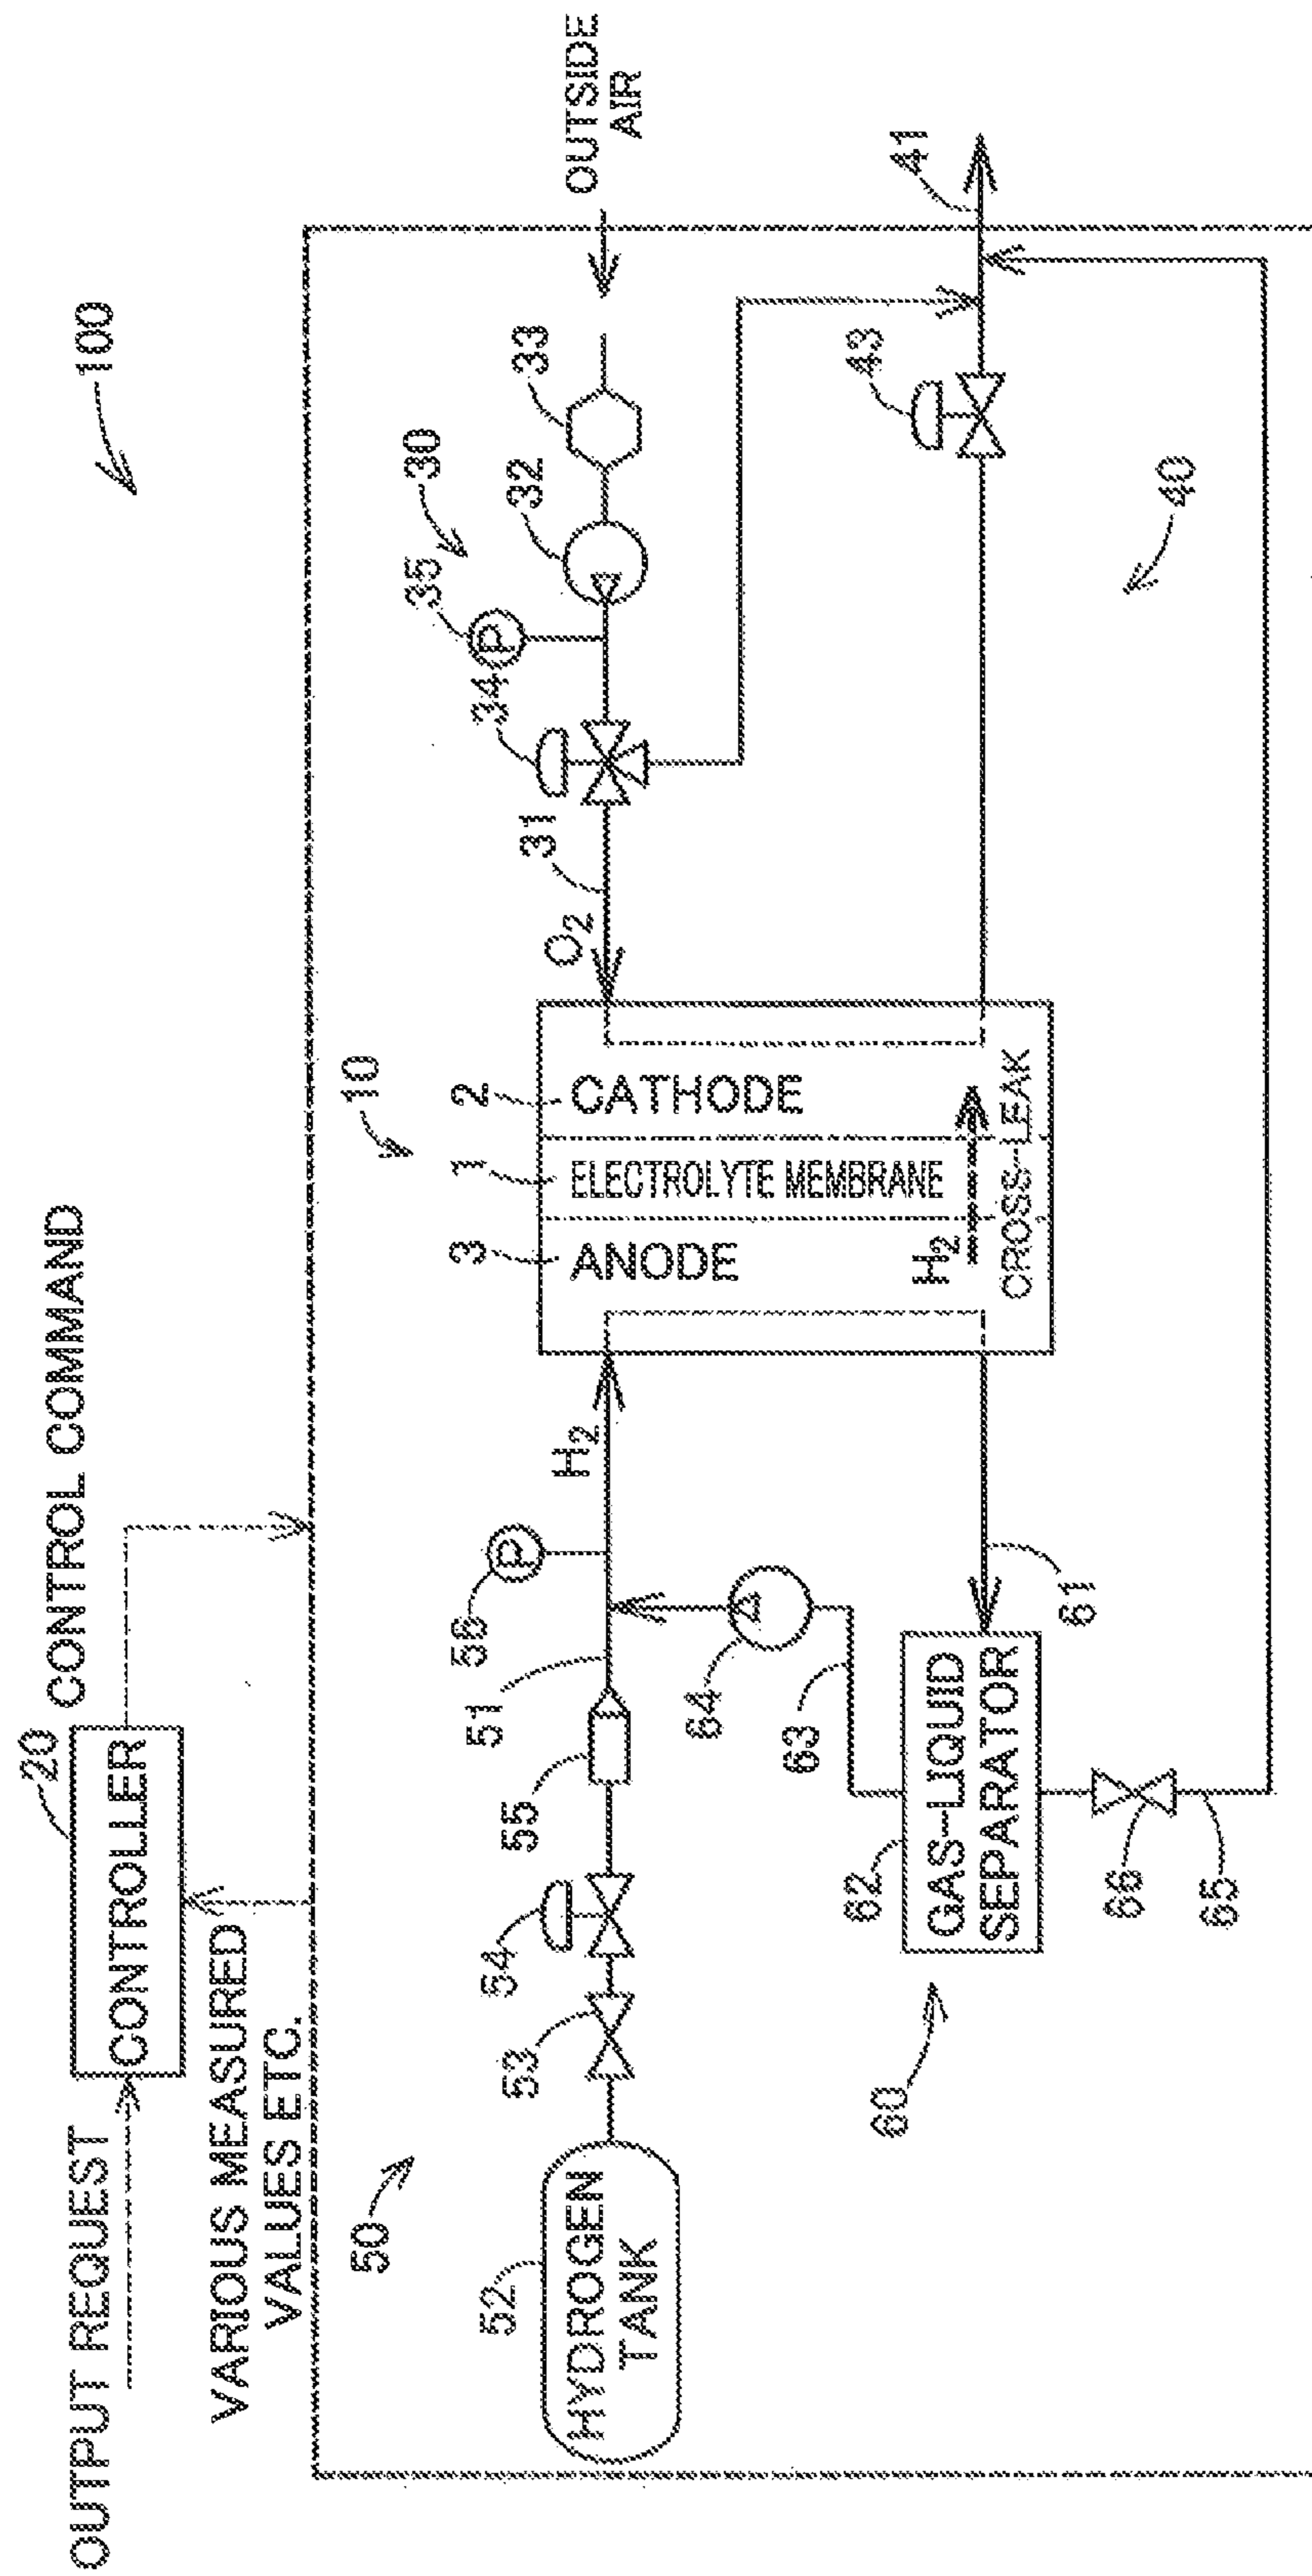 100
OUTPUT REQUEST
20
CONTROLLER
CONTROL COMMAND
VARIOUS MEASURED
VALUES ETC.
50
52
HYDROGEN
TANK
53
54
55
51
56
P
H2
10
3
ANODE
1
ELECTROLYTE MEMBRANE
2
CATHODE
H2
CROSS-LEAK
O2
31
34
35
P
30
32
33
OUTSIDE
AIR
60
62
GAS-LIQUID
SEPARATOR
63
64
61
66
65
40
43
41